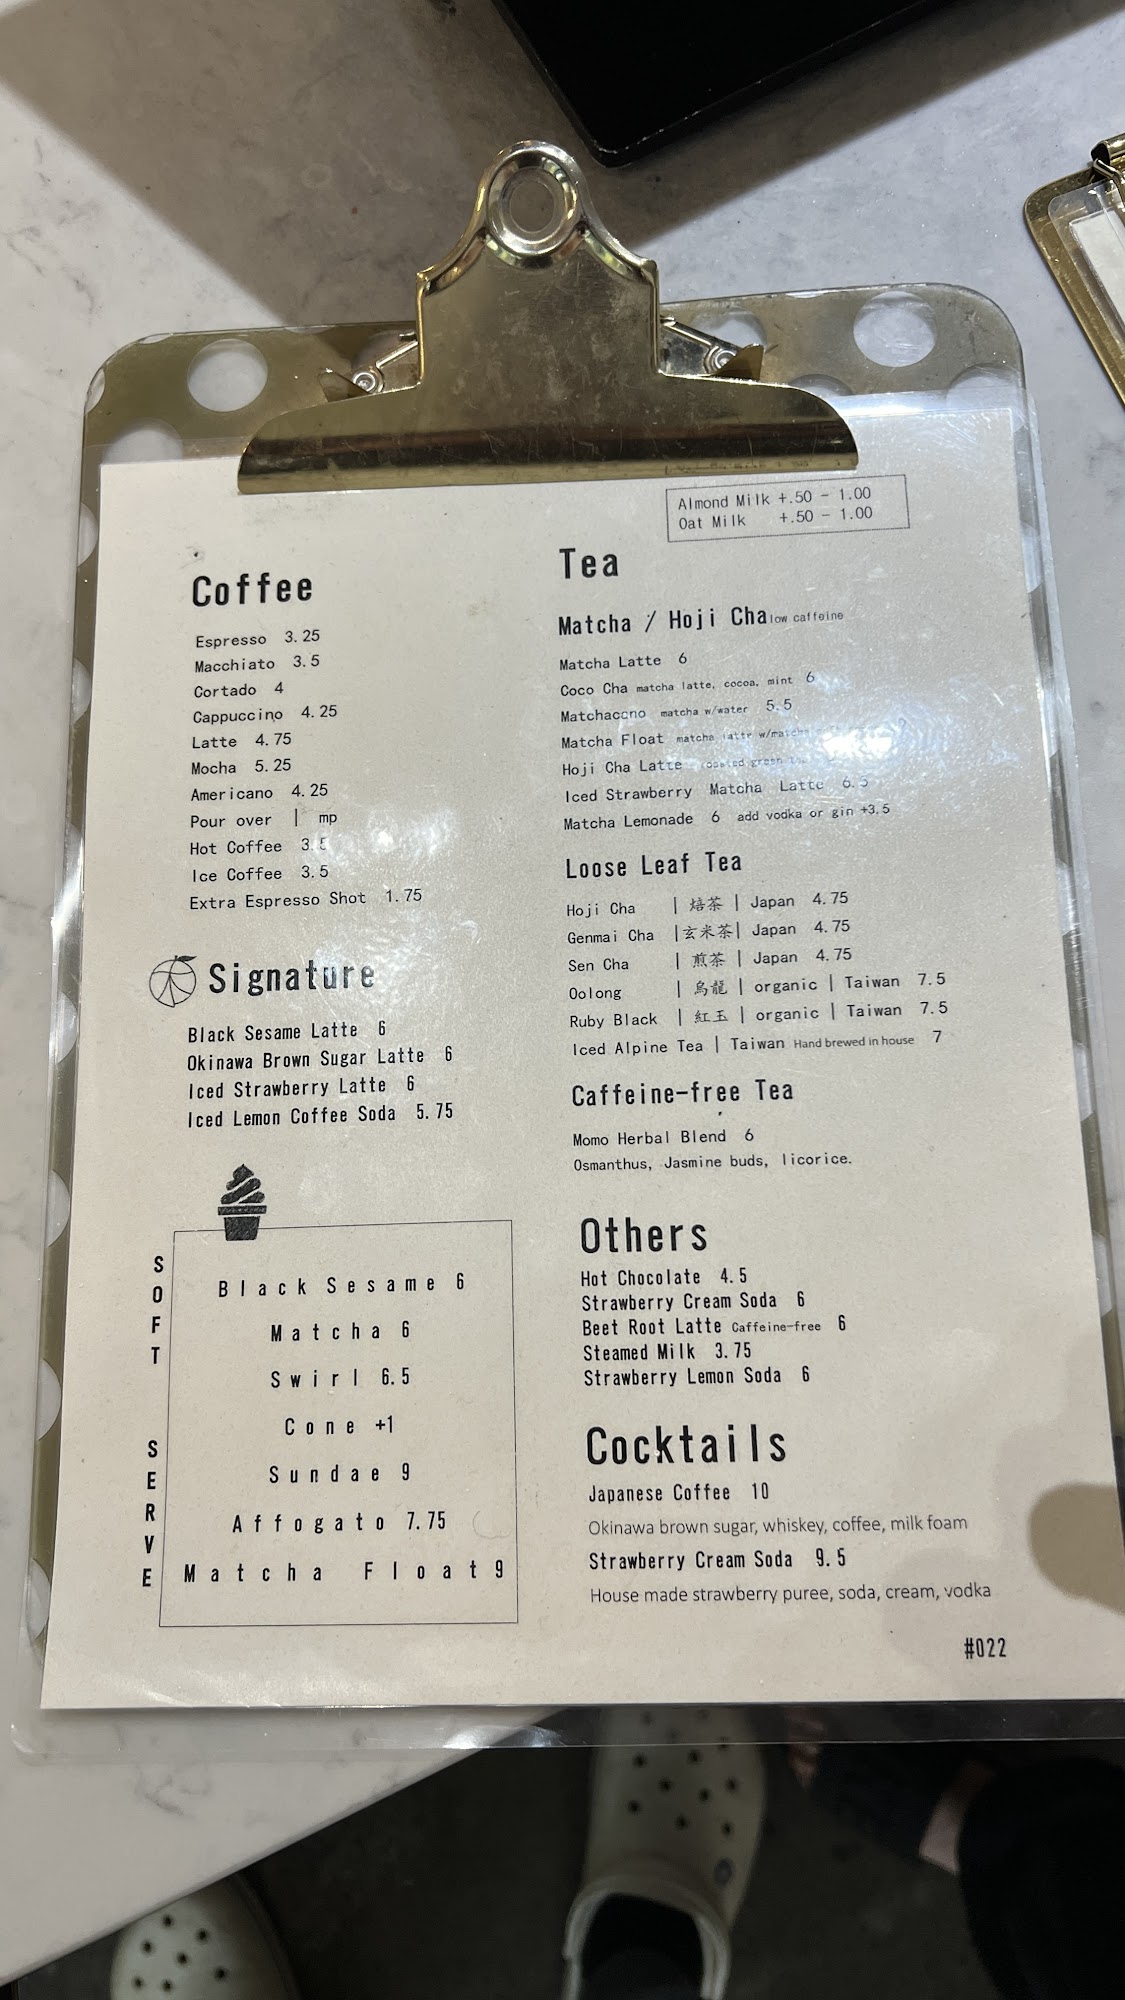 Almond Milk +.50 - 1.00
Oat Milk +.50 - 1.00
Coffee
Espresso 3.25
Macchiato 3.5
Cortado 4
Cappuccino 4.25
Latte 4.75
Mocha 5.25
Americano 4.25
Pour over | mp
Hot Coffee
Ice Coffee 3.5
Extra Espresso Shot 1.75
Signature
Black Sesame Latte 6
Okinawa Brown Sugar Latte 6
Iced Strawberry Latte 6
Iced Lemon Coffee Soda 5.75
SOFT SERVE
Black Sesame 6
Matcha 6
Swirl 6.5
Cone +1
Sundae 9
Affogato 7.75
Matcha Float 9
Tea
Matcha / Hoji Cha low caffeine
Matcha Latte 6
Coco Cha matcha latte, cocoa, mint 6
Matchaccno matcha w/water 5.5
Matcha Float matcha latte
Hoji Cha Latte roasted green
Iced Strawberry Matcha Latte 6.5
Matcha Lemonade 6 add vodka or gin +3.5
Loose Leaf Tea
Hoji Cha | 焙茶 | Japan 4.75
Genmai Cha |玄米茶| Japan 4.75
Sen Cha | 煎茶 | Japan 4.75
Oolong | 烏龍 | organic | Taiwan 7.5
Ruby Black | 紅玉 | organic | Taiwan 7.5
Iced Alpine Tea | Taiwan Hand brewed in house 7
Caffeine-free Tea
Momo Herbal Blend 6
Osmanthus, Jasmine buds, licorice.
Others
Hot Chocolate 4.5
Strawberry Cream Soda 6
Beet Root Latte Caffeine-free 6
Steamed Milk 3.75
Strawberry Lemon Soda 6
Cocktails
Japanese Coffee 10
Okinawa brown sugar, whiskey, coffee, milk foam
Strawberry Cream Soda 9.5
House made strawberry puree, soda, cream, vodka
#022